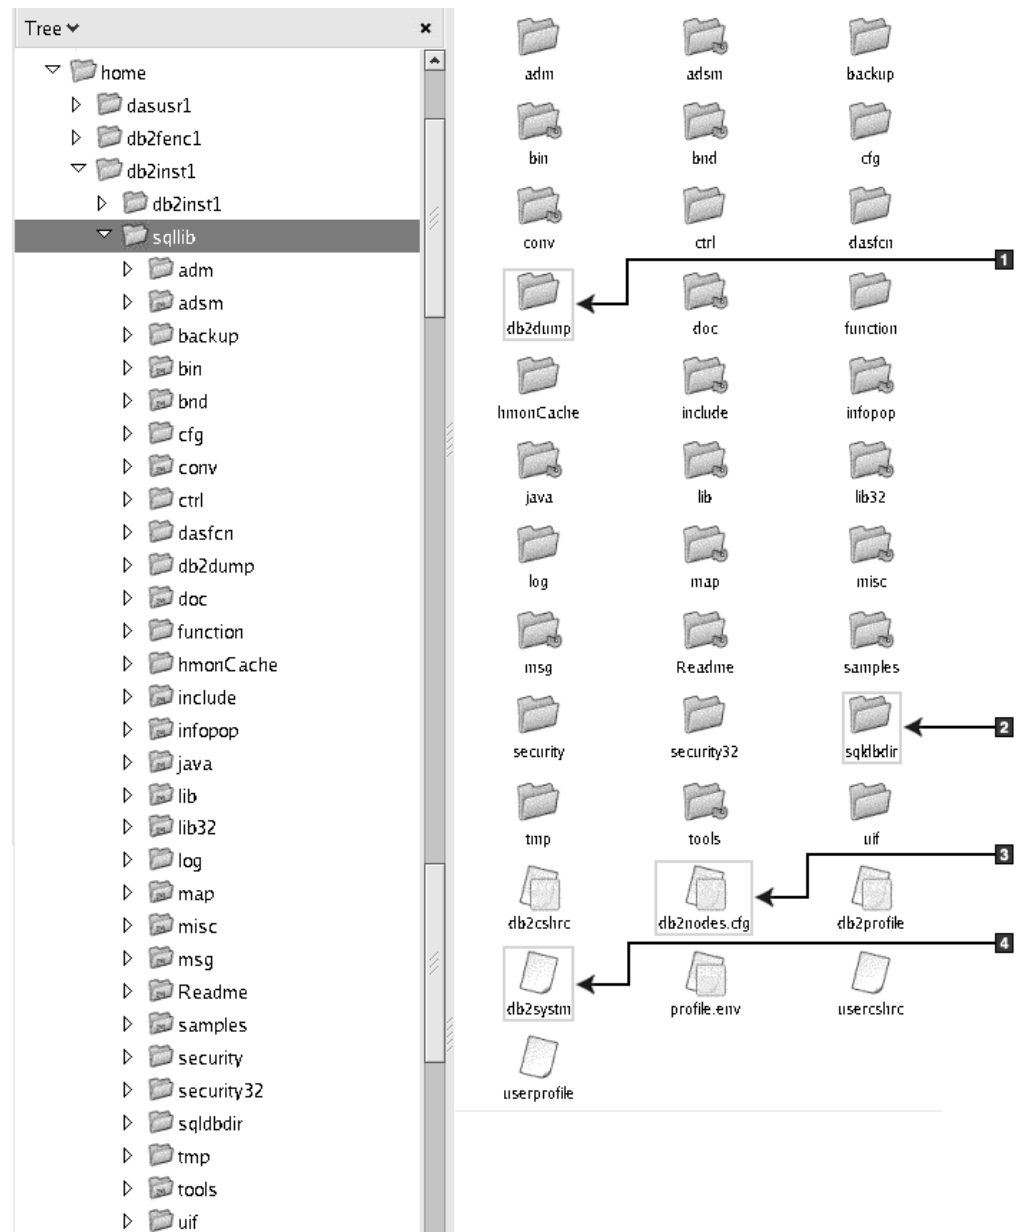 Tree
home
dasusr1
db2fenc1
db2inst1
db2inst1
sqllib
adm
adsm
backup
bin
bnd
cfg
conv
ctrl
dasfcn
db2dump
doc
function
hmonCache
include
infopop
java
lib
lib32
log
map
misc
msg
Readme
samples
security
security32
sqldbdir
tmp
tools
uif
adm adsm backup
bin bnd cfg
conv ctrl dasfcn
1
db2dump doc function
hmonCache include infopop
java lib lib32
log map misc
msg Readme samples
2
security security32 sqldbdir
tmp tools uif
3
db2cshrc db2nodes.cfg db2profile
4
db2systm profile.env usercshrc
userprofile